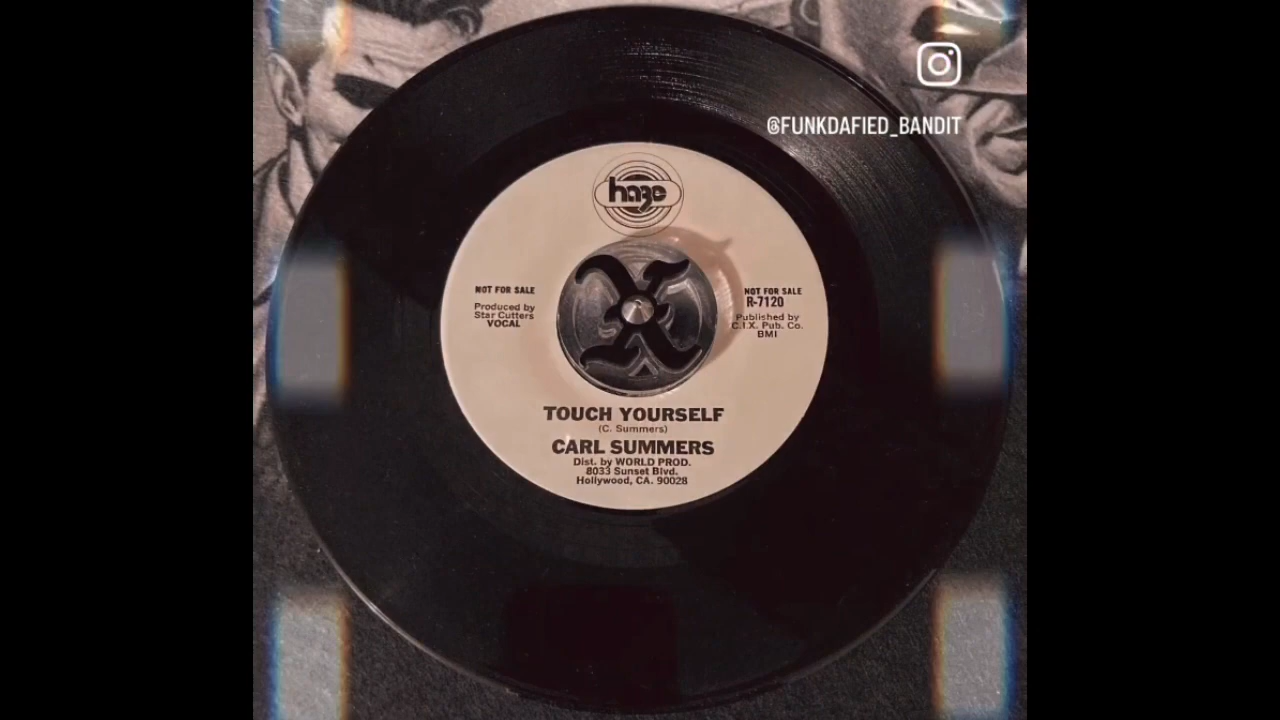 @FUNKDAFIED_BANDIT
haze
NOT FOR SALE
Produced by
Star Cutters
VOCAL
NOT FOR SALE
R-7120
Published by
C.I.X. Pub. Co.
BMI
TOUCH YOURSELF
(C. Summers)
CARL SUMMERS
Dist. by WORLD PROD.
8033 Sunset Blvd.
Hollywood, CA. 90028